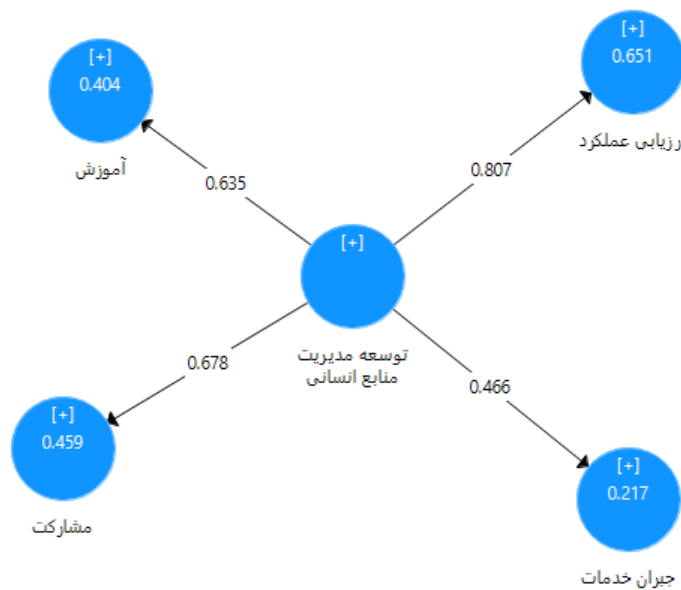 [+]
0.404
آموزش
[+]
0.651
رزیابی عملکرد
0.635
0.807
[+]
توسعه مدیریت
منابع انسانی
0.678
0.466
[+]
0.459
مشارکت
[+]
0.217
جبران خدمات